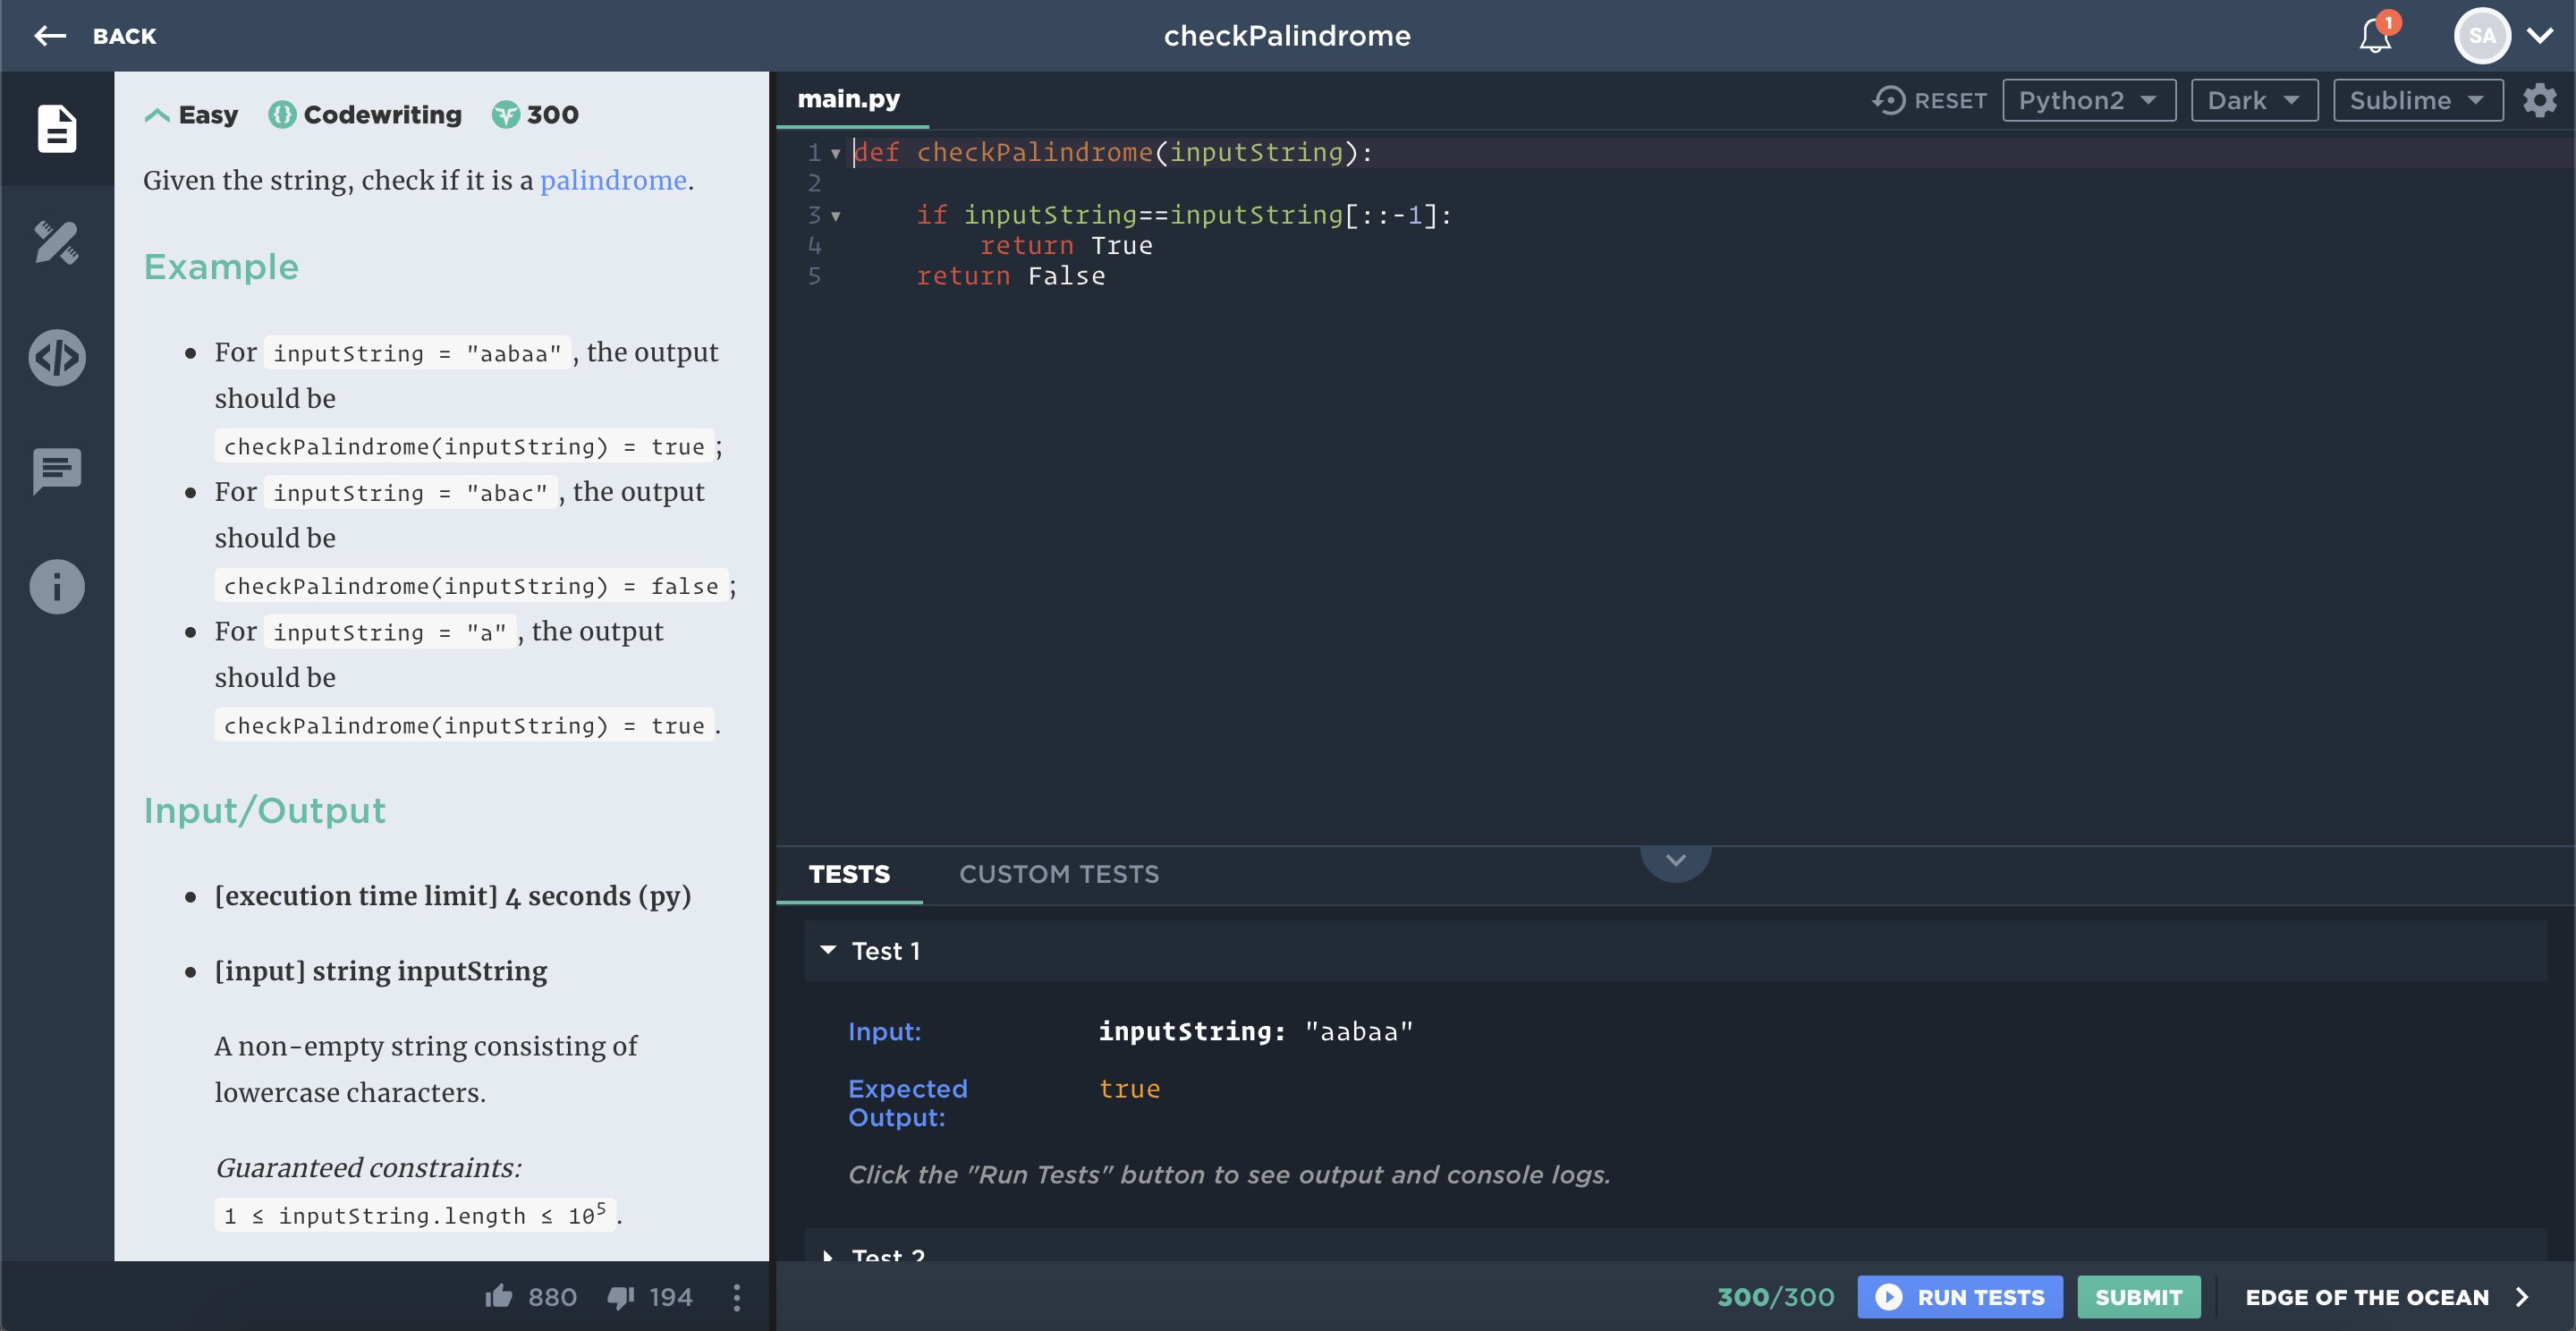 BACK
checkPalindrome
1
SA
Easy Codewriting 300
Given the string, check if it is a palindrome.
Example
For inputString = "aabaa", the output
should be
checkPalindrome(inputString) = true;
For inputString = "abac", the output
should be
checkPalindrome(inputString) = false;
For inputString = "a", the output
should be
checkPalindrome(inputString) = true.
Input/Output
[execution time limit] 4 seconds (py)
[input] string inputString
A non-empty string consisting of
lowercase characters.
Guaranteed constraints:
1 ≤ inputString.length ≤ 10⁵.
880 194
main.py
RESET Python2 Dark Sublime
1 def checkPalindrome(inputString):
2
3 if inputString==inputString[::-1]:
4 return True
5 return False
TESTS CUSTOM TESTS
Test 1
Input: inputString: "aabaa"
Expected true
Output:
Click the "Run Tests" button to see output and console logs.
Test 2
300/300 RUN TESTS SUBMIT EDGE OF THE OCEAN